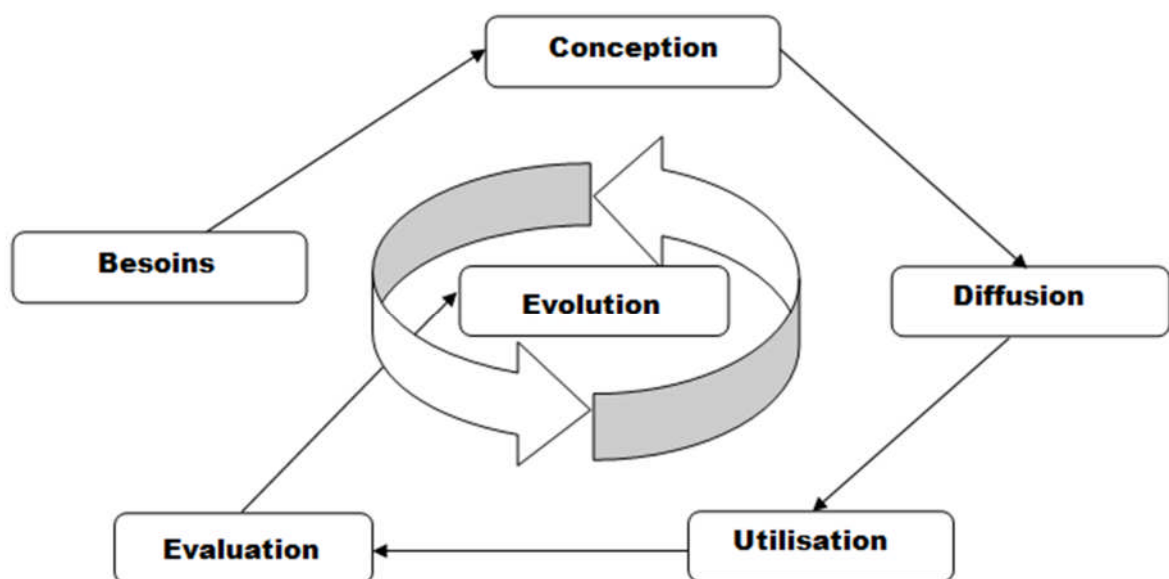 Conception
Besoins
Evolution
Diffusion
Evaluation
Utilisation